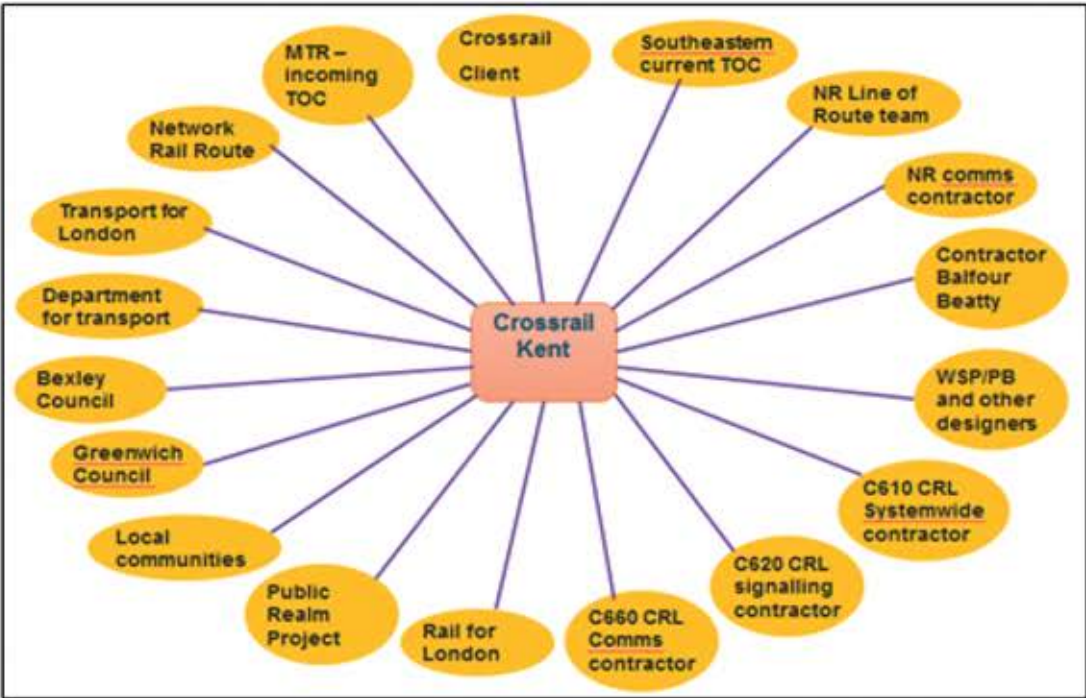 Crossrail
Client
Southeastern
current TOC
NR Line of
Route team
NR comms
contractor
Contractor
Balfour
Beatty
WSP/PB
and other
designers
C610 CRL
Systemwide
contractor
C620 CRL
signalling
contractor
C660 CRL
Comms
contractor
Rail for
London
Public
Realm
Project
Local
communities
Greenwich
Council
Bexley
Council
Department
for transport
Transport for
London
Network
Rail Route
MTR –
incoming
TOC
Crossrail
Kent